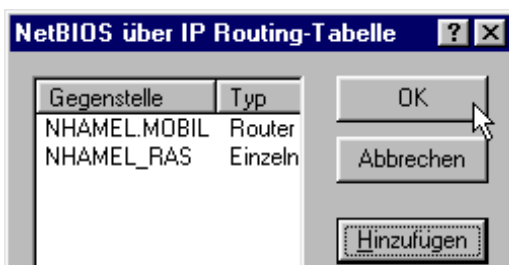 NetBIOS über IP Routing-Tabelle ? ×
Gegenstelle Typ
NHAMEL.MOBIL Router
NHAMEL_RAS Einzeln
OK
Abbrechen
Hinzufügen